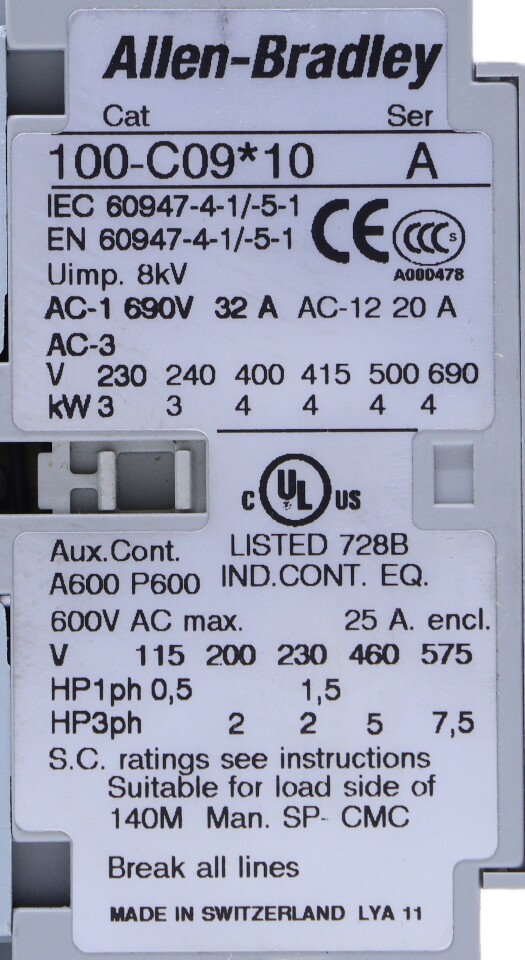 Allen-Bradley
Cat Ser
100-C09*10 A
IEC 60947-4-1/-5-1
EN 60947-4-1/-5-1
CE CCC S
Uimp. 8kV A000478
AC-1 690V 32 A AC-12 20 A
AC-3
V 230 240 400 415 500 690
kW 3 3 4 4 4 4
C UL US
Aux.Cont. LISTED 728B
A600 P600 IND.CONT. EQ.
600V AC max. 25 A. encl.
V 115 200 230 460 575
HP1ph 0,5 1,5
HP3ph 2 2 5 7,5
S.C. ratings see instructions
Suitable for load side of
140M Man. SP- CMC
Break all lines
MADE IN SWITZERLAND LYA 11